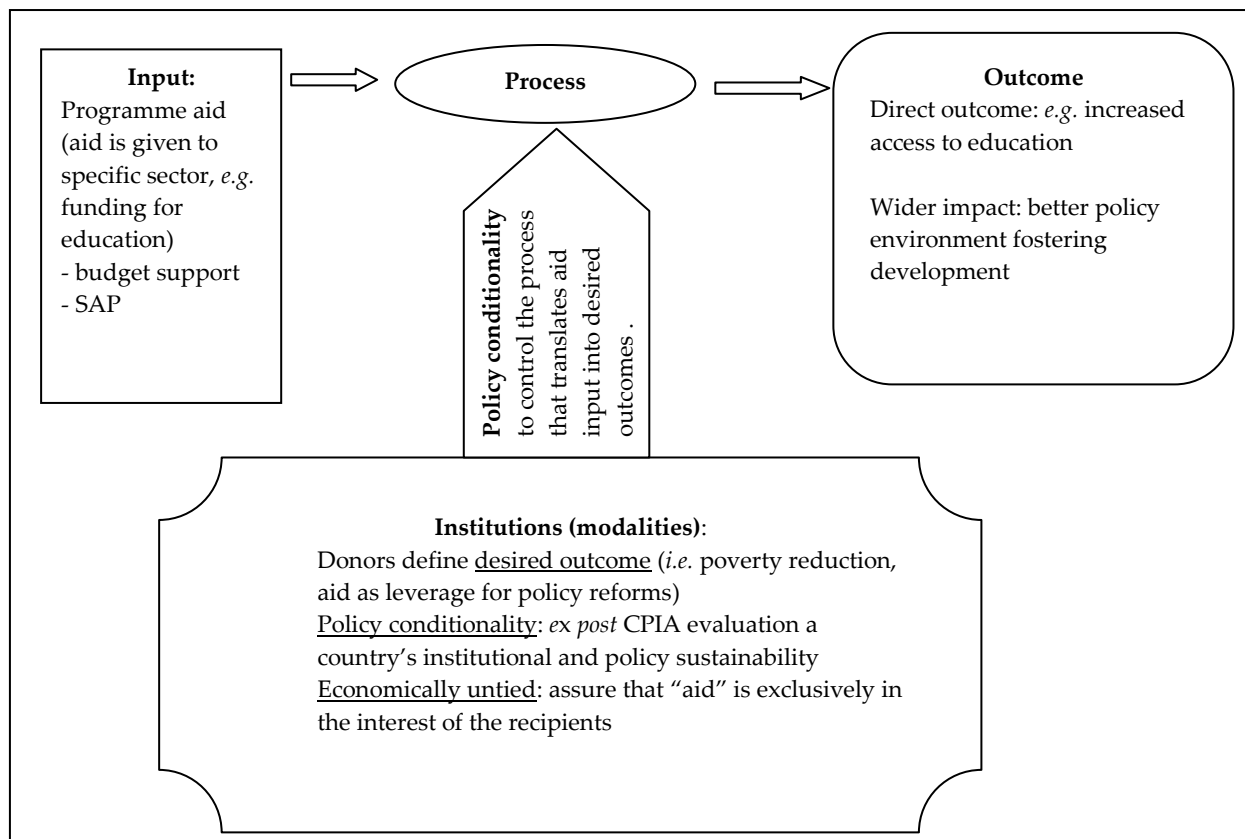 Input:
Programme aid
(aid is given to
specific sector, e.g.
funding for
education)
- budget support
- SAP
Process
Outcome
Direct outcome: e.g. increased
access to education
Wider impact: better policy
environment fostering
development
Policy conditionality
to control the process
that translates aid
input into desired
outcomes .
Institutions (modalities):
Donors define desired outcome (i.e. poverty reduction,
aid as leverage for policy reforms)
Policy conditionality: ex post CPIA evaluation a
country’s institutional and policy sustainability
Economically untied: assure that “aid” is exclusively in
the interest of the recipients